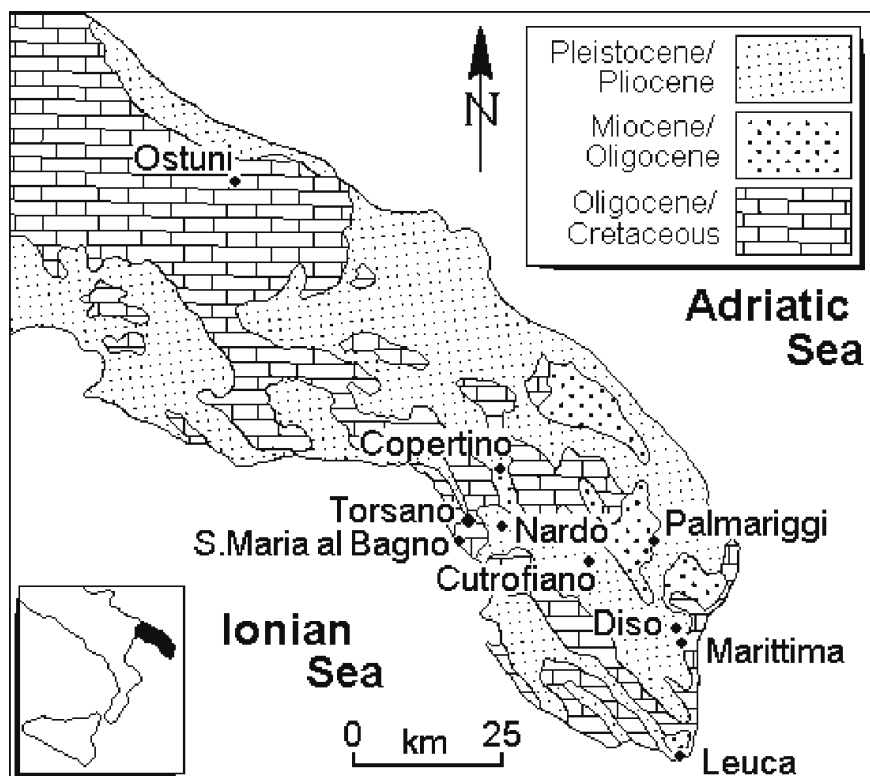 Pleistocene/
Pliocene
Miocene/
Oligocene
Oligocene/
Cretaceous
N
Ostuni
Adriatic
Sea
Copertino
Torsano
Nardo
Palmariggi
S.Maria al Bagno
Cutrofiano
Ionian
Sea
Diso
Marittima
0 km 25
Leuca